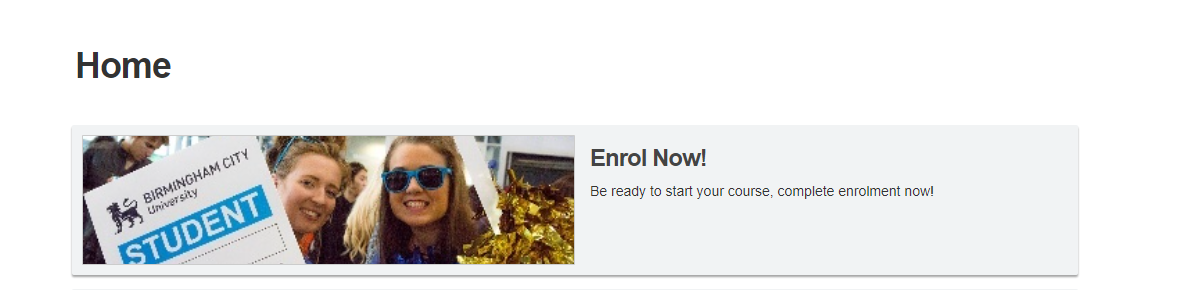 Home
BIRMINGHAM CITY
University
STUDENT
Enrol Now!
Be ready to start your course, complete enrolment now!